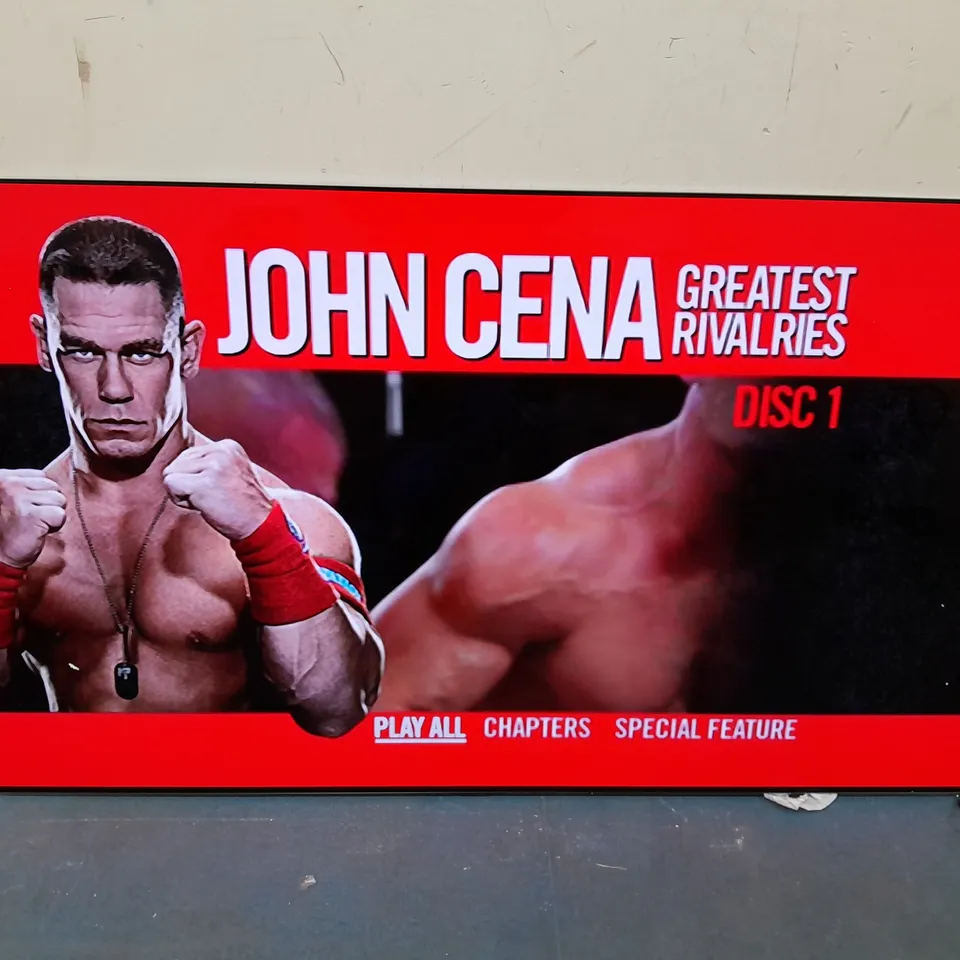 JOHN CENA GREATEST
RIVALRIES
DISC 1
PLAY ALL CHAPTERS SPECIAL FEATURE